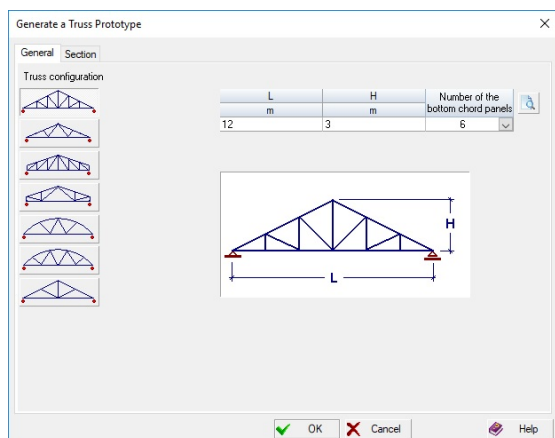 Generate a Truss Prototype
General Section
Truss configuration
L H Number of the
bottom chord panels
m m
12 3 6
H
L
OK Cancel Help